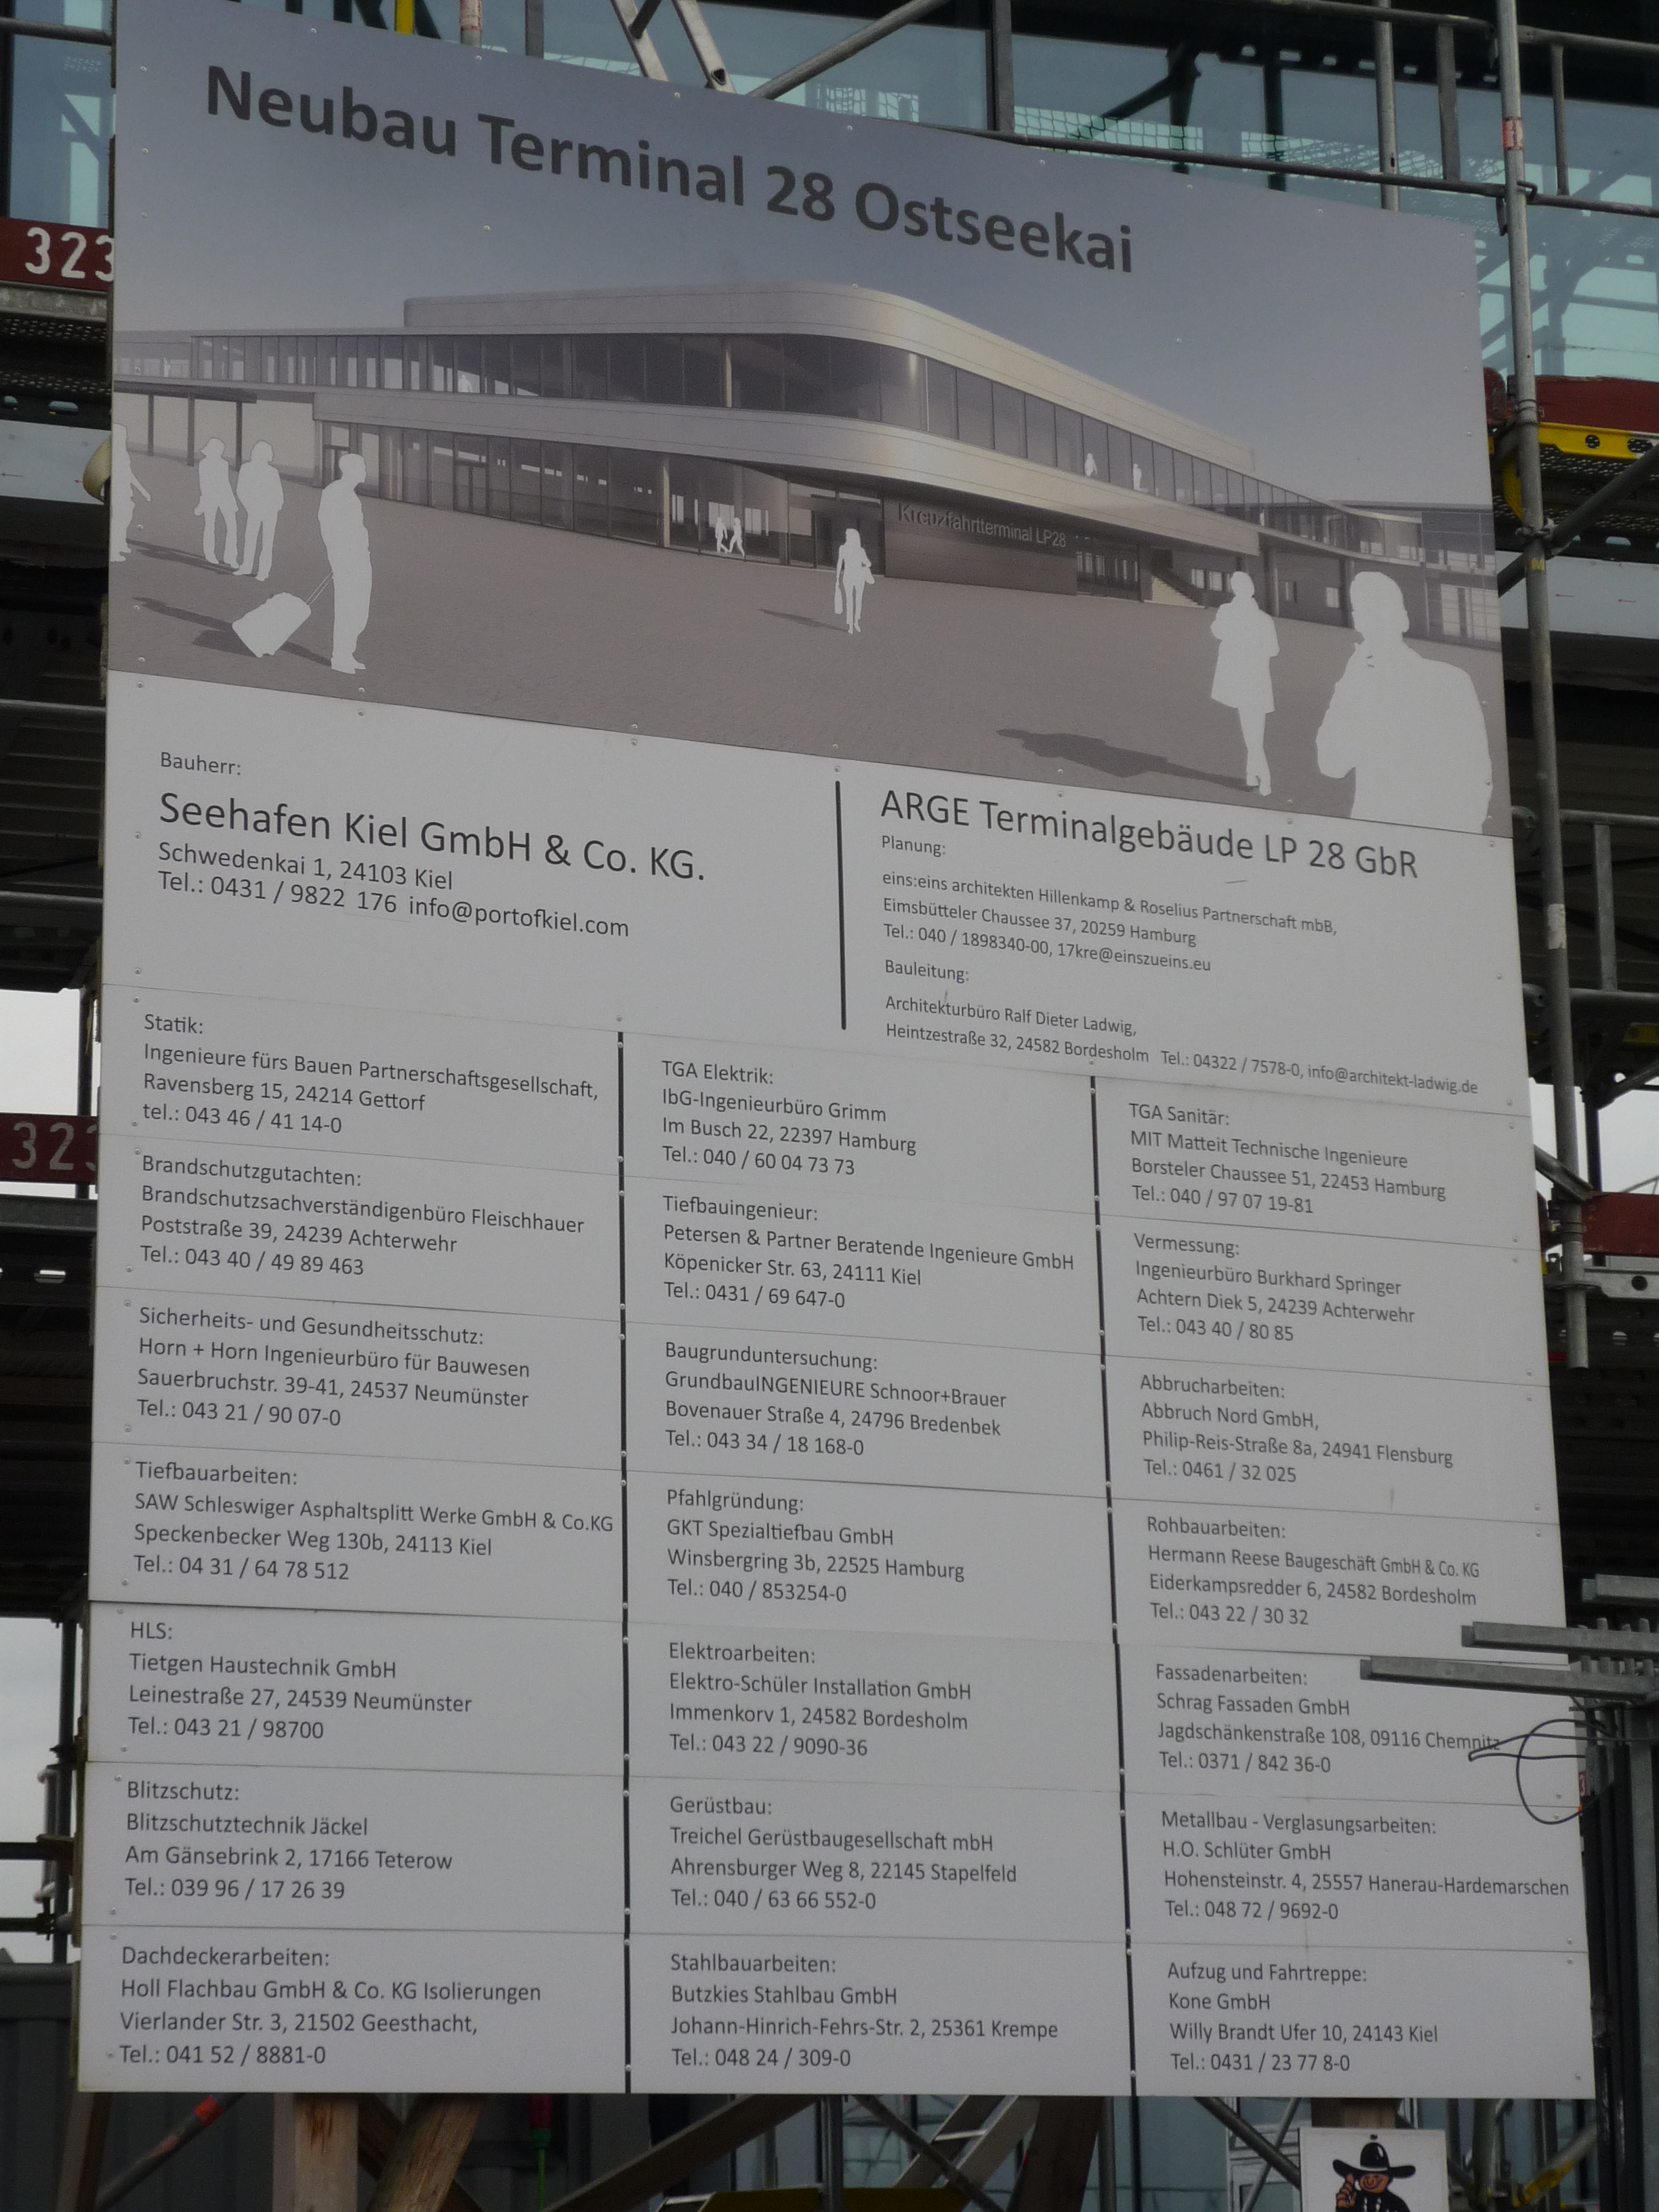 Neubau Terminal 28 Ostseekai
323
Kreuzfahrtterminal LP28
Bauherr:
Seehafen Kiel GmbH & Co. KG.
Schwedenkai 1, 24103 Kiel
Tel.: 0431 / 9822 176 info@portofkiel.com
ARGE Terminalgebäude LP 28 GbR
Planung:
eins:eins architekten Hillenkamp & Roselius Partnerschaft mbB,
Eimsbütteler Chaussee 37, 20259 Hamburg
Tel.: 040 / 1898340-00, 17kre@einszueins.eu
Bauleitung:
Architekturbüro Ralf Dieter Ladwig,
Heintzestraße 32, 24582 Bordesholm Tel.: 04322 / 7578-0, info@architekt-ladwig.de
323
Statik:
Ingenieure fürs Bauen Partnerschaftsgesellschaft,
Ravensberg 15, 24214 Gettorf
tel.: 043 46 / 41 14-0
Brandschutzgutachten:
Brandschutzsachverständigenbüro Fleischhauer
Poststraße 39, 24239 Achterwehr
Tel.: 043 40 / 49 89 463
Sicherheits- und Gesundheitsschutz:
Horn + Horn Ingenieurbüro für Bauwesen
Sauerbruchstr. 39-41, 24537 Neumünster
Tel.: 043 21 / 90 07-0
Tiefbauarbeiten:
SAW Schleswiger Asphaltsplitt Werke GmbH & Co.KG
Speckenbecker Weg 130b, 24113 Kiel
Tel.: 04 31 / 64 78 512
HLS:
Tietgen Haustechnik GmbH
Leinestraße 27, 24539 Neumünster
Tel.: 043 21 / 98700
Blitzschutz:
Blitzschutztechnik Jäckel
Am Gänsebrink 2, 17166 Teterow
Tel.: 039 96 / 17 26 39
Dachdeckerarbeiten:
Holl Flachbau GmbH & Co. KG Isolierungen
Vierlander Str. 3, 21502 Geesthacht,
Tel.: 041 52 / 8881-0
TGA Elektrik:
IbG-Ingenieurbüro Grimm
Im Busch 22, 22397 Hamburg
Tel.: 040 / 60 04 73 73
Tiefbauingenieur:
Petersen & Partner Beratende Ingenieure GmbH
Köpenicker Str. 63, 24111 Kiel
Tel.: 0431 / 69 647-0
Baugrunduntersuchung:
GrundbauINGENIEURE Schnoor+Brauer
Bovenauer Straße 4, 24796 Bredenbek
Tel.: 043 34 / 18 168-0
Pfahlgründung:
GKT Spezialtiefbau GmbH
Winsbergring 3b, 22525 Hamburg
Tel.: 040 / 853254-0
Elektroarbeiten:
Elektro-Schüler Installation GmbH
Immenkorv 1, 24582 Bordesholm
Tel.: 043 22 / 9090-36
Gerüstbau:
Treichel Gerüstbaugesellschaft mbH
Ahrensburger Weg 8, 22145 Stapelfeld
Tel.: 040 / 63 66 552-0
Stahlbauarbeiten:
Butzkies Stahlbau GmbH
Johann-Hinrich-Fehrs-Str. 2, 25361 Krempe
Tel.: 048 24 / 309-0
TGA Sanitär:
MIT Matteit Technische Ingenieure
Borsteler Chaussee 51, 22453 Hamburg
Tel.: 040 / 97 07 19-81
Vermessung:
Ingenieurbüro Burkhard Springer
Achtern Diek 5, 24239 Achterwehr
Tel.: 043 40 / 80 85
Abbrucharbeiten:
Abbruch Nord GmbH,
Philip-Reis-Straße 8a, 24941 Flensburg
Tel.: 0461 / 32 025
Rohbauarbeiten:
Hermann Reese Baugeschäft GmbH & Co. KG
Eiderkampsredder 6, 24582 Bordesholm
Tel.: 043 22 / 30 32
Fassadenarbeiten:
Schrag Fassaden GmbH
Jagdschänkenstraße 108, 09116 Chemnitz
Tel.: 0371 / 842 36-0
Metallbau - Verglasungsarbeiten:
H.O. Schlüter GmbH
Hohensteinstr. 4, 25557 Hanerau-Hardemarschen
Tel.: 048 72 / 9692-0
Aufzug und Fahrtreppe:
Kone GmbH
Willy Brandt Ufer 10, 24143 Kiel
Tel.: 0431 / 23 77 8-0